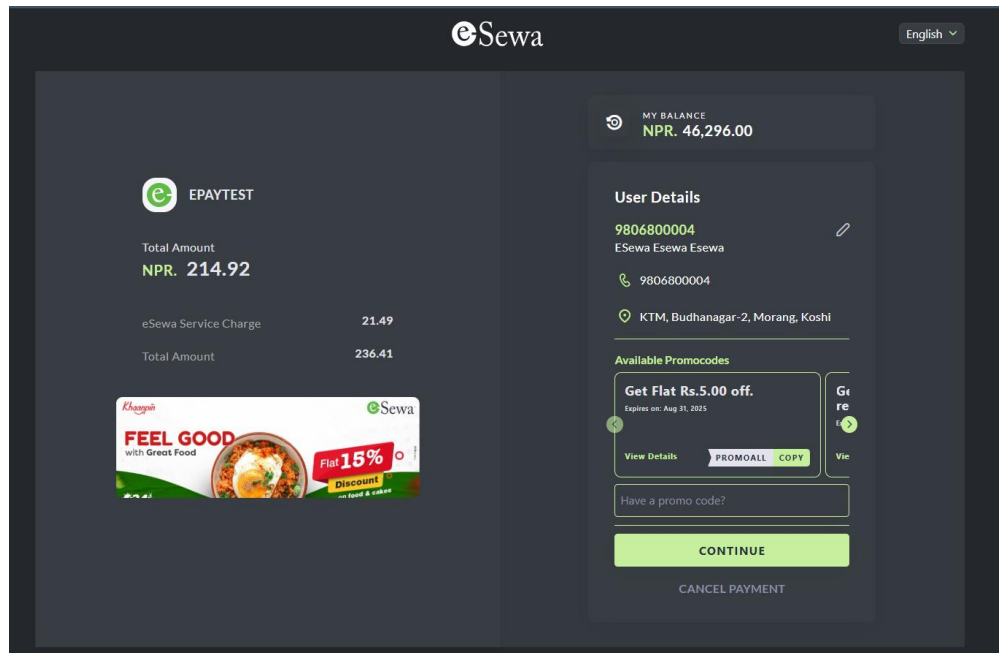 eSewa
English
MY BALANCE
NPR. 46,296.00
EPAYTEST
Total Amount
NPR. 214.92
eSewa Service Charge 21.49
Total Amount 236.41
Khaanpin
eSewa
FEEL GOOD
with Great Food
Flat 15%
Discount
on food & cakes
User Details
9806800004
ESewa Esewa Esewa
9806800004
KTM, Budhanagar-2, Morang, Koshi
Available Promocodes
Get Flat Rs.5.00 off.
Expires on: Aug 31, 2025
View Details PROMOALL COPY
Ge
re
Vie
Have a promo code?
CONTINUE
CANCEL PAYMENT